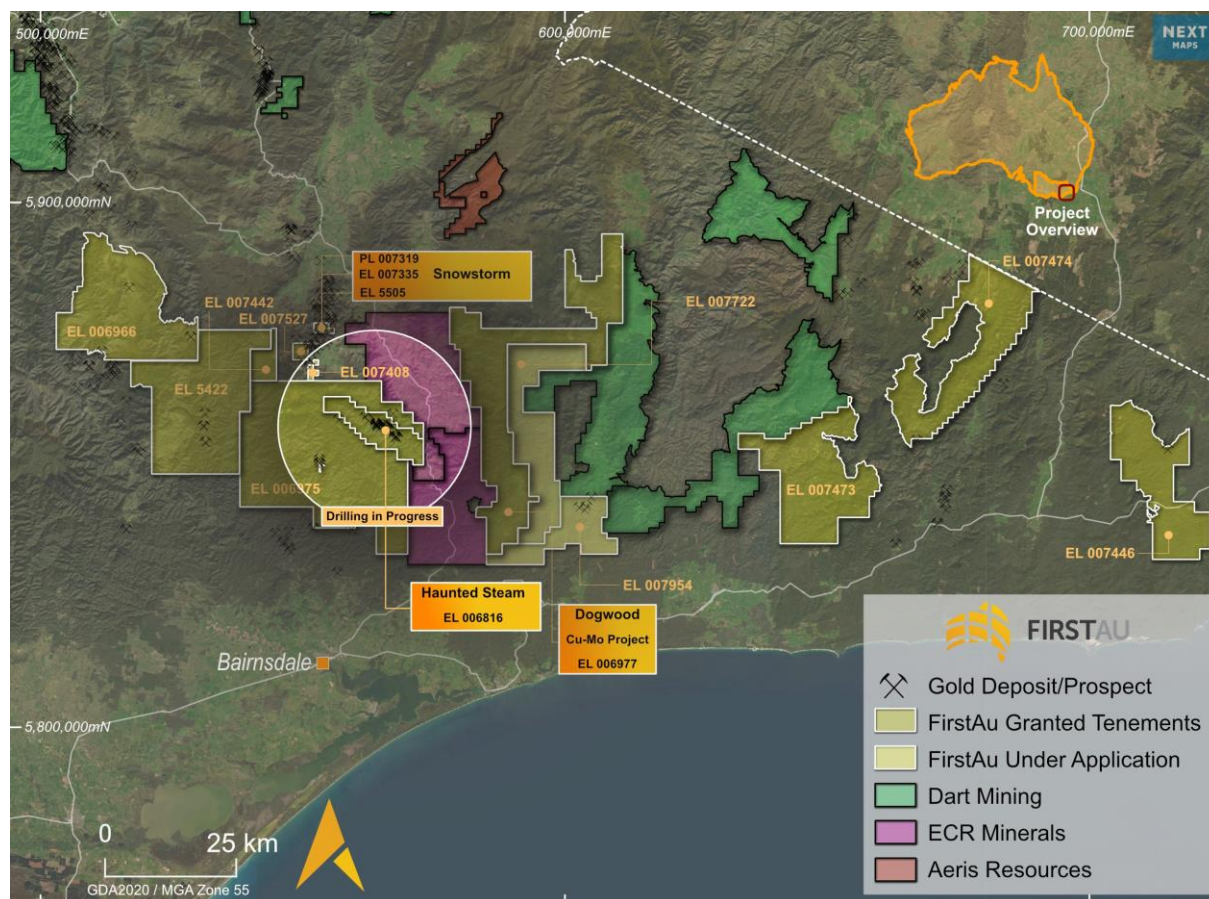 500,000mE
600,000mE
700,000mE
NEXT
MAPS
5,900,000mN
Project
Overview
EL 007474
PL 007319
EL 007335 Snowstorm
EL 5505
EL 007442
EL 007527
EL 007722
EL 006966
EL 5422
EL 007408
EL 006975
EL 007473
Drilling in Progress
EL 007446
EL 007954
Haunted Steam
EL 006816
Dogwood
Cu-Mo Project
EL 006977
Bairnsdale
5,800,000mN
FIRSTAU
Gold Deposit/Prospect
FirstAu Granted Tenements
FirstAu Under Application
Dart Mining
ECR Minerals
Aeris Resources
0 25 km
GDA2020 / MGA Zone 55